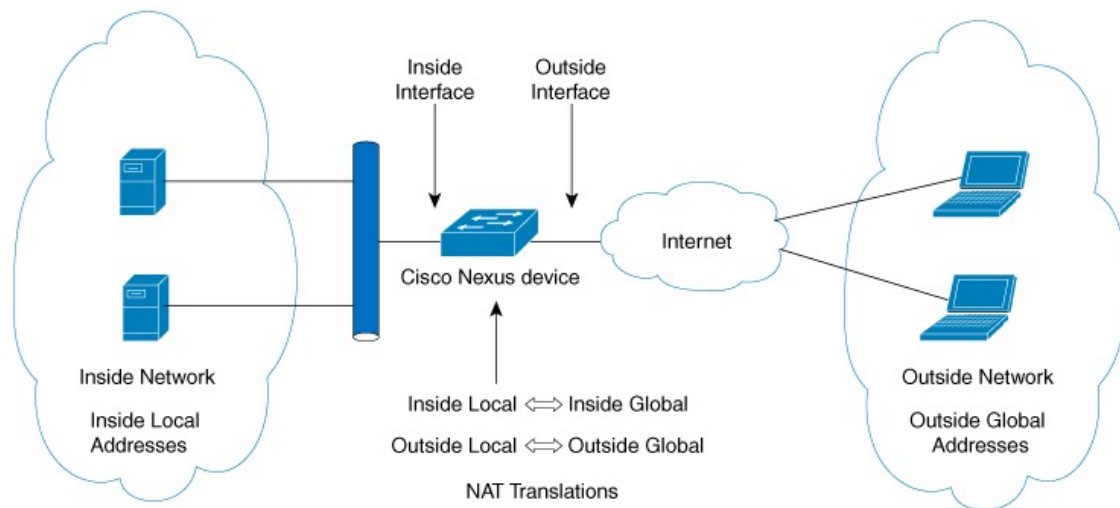 Inside
Interface
Outside
Interface
Internet
Cisco Nexus device
Inside Network
Inside Local
Addresses
Inside Local ⇔ Inside Global
Outside Local ⇔ Outside Global
NAT Translations
Outside Network
Outside Global
Addresses